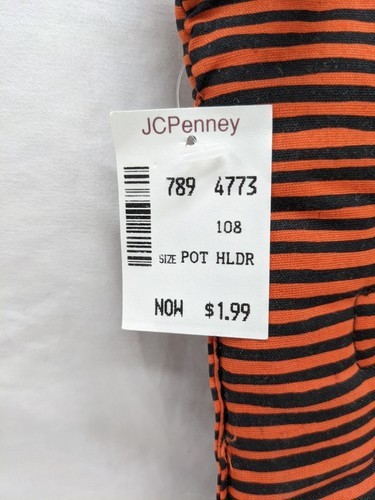 JCPenney
789 4773
108
SIZE POT HLDR
NOW $1.99